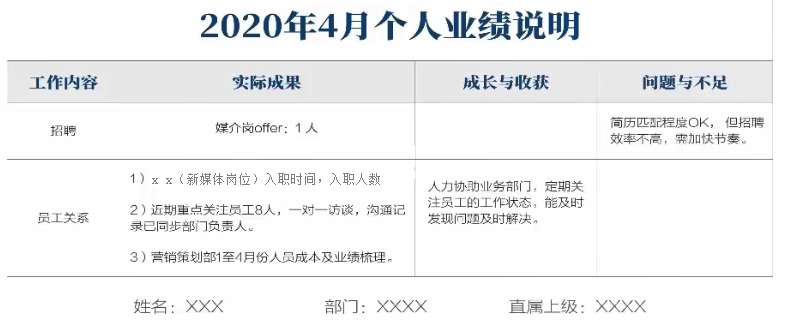 2020年4月个人业绩说明
工作内容
实际成果
成长与收获
问题与不足
招聘
媒介岗offer：1人
简历匹配程度OK，但招聘
效率不高，需加快节奏。
员工关系
1）x x（新媒体岗位）入职时间，入职人数
2）近期重点关注员工8人，一对一访谈，沟通记
录已同步部门负责人。
3）营销策划部1至4月份人员成本及业绩梳理。
人力协助业务部门，定期关
注员工的工作状态，能及时
发现问题及时解决。
姓名：XXX
部门：XXXX
直属上级：XXXX